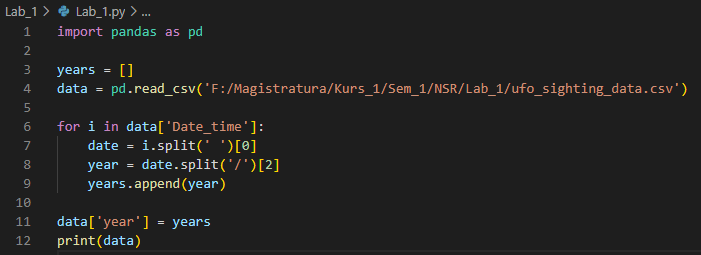 Lab_1 > Lab_1.py > ...
1 import pandas as pd
2
3 years = []
4 data = pd.read_csv('F:/Magistratura/Kurs_1/Sem_1/NSR/Lab_1/ufo_sighting_data.csv')
5
6 for i in data['Date_time']:
7     date = i.split(' ')[0]
8     year = date.split('/')[2]
9     years.append(year)
10
11 data['year'] = years
12 print(data)